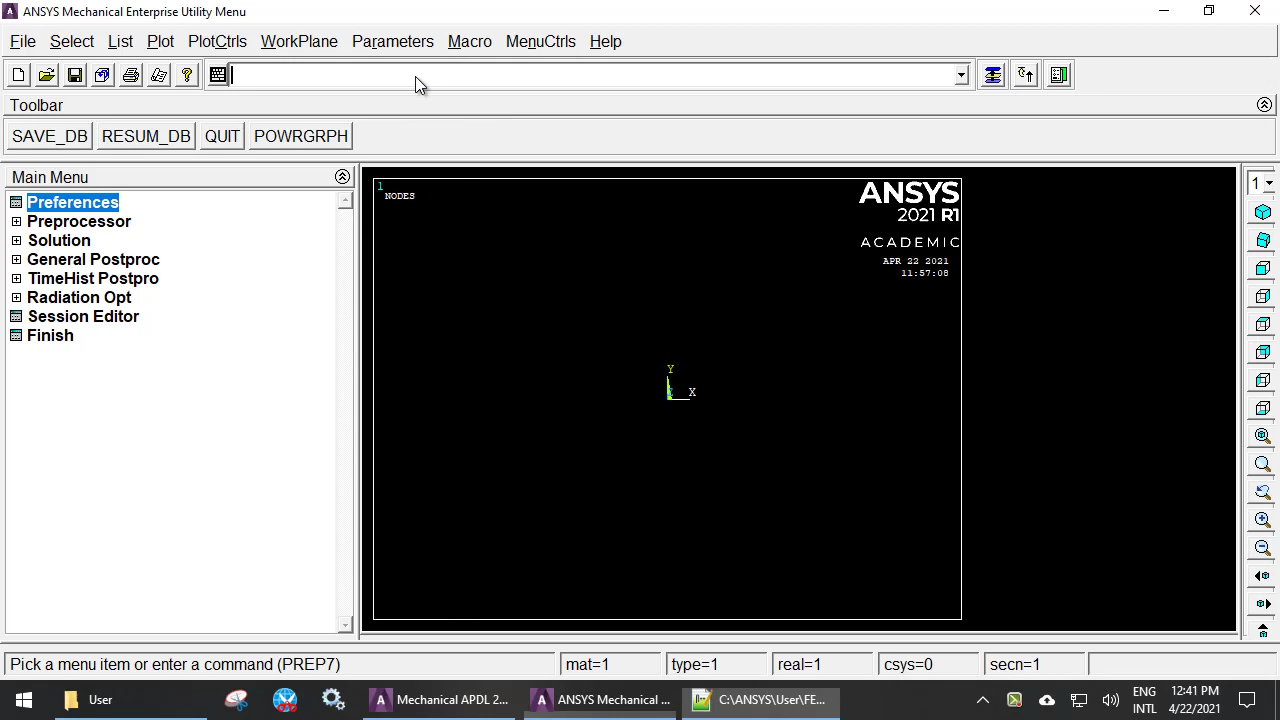 ANSYS Mechanical Enterprise Utility Menu
File Select List Plot PlotCtrls WorkPlane Parameters Macro MenuCtrls Help
Toolbar
SAVE_DB RESUM_DB QUIT POWRGRPH
Main Menu
Preferences
Preprocessor
Solution
General Postproc
TimeHist Postpro
Radiation Opt
Session Editor
Finish
1
NODES
ANSYS
2021 R1
ACADEMIC
APR 22 2021
11:57:08
Y
X
1
Pick a menu item or enter a command (PREP7) mat=1 type=1 real=1 csys=0 secn=1
User Mechanical APDL 2... ANSYS Mechanical ... C:\ANSYS\User\FE...
ENG
INTL
12:41 PM
4/22/2021